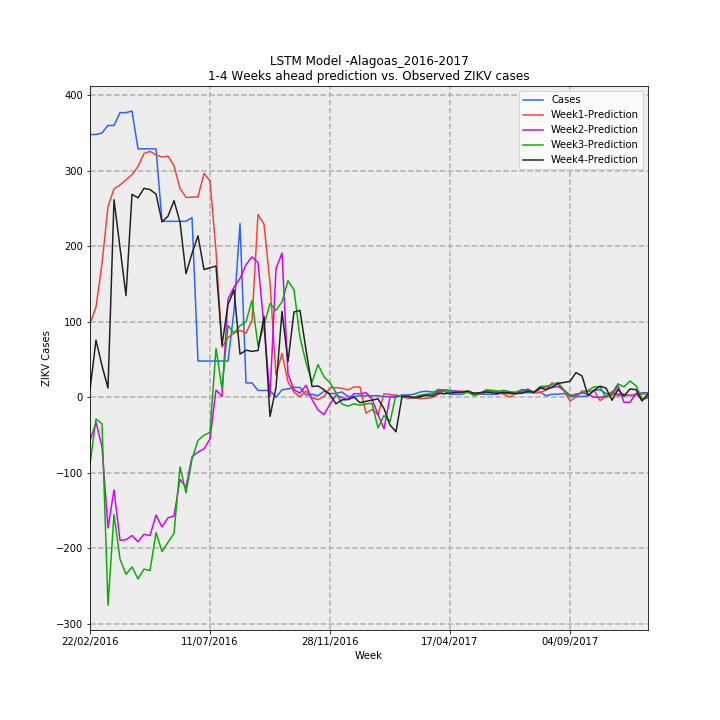 LSTM Model -Alagoas_2016-2017
1-4 Weeks ahead prediction vs. Observed ZIKV cases
Cases
Week1-Prediction
Week2-Prediction
Week3-Prediction
Week4-Prediction
ZIKV Cases
400
300
200
100
0
−100
−200
−300
22/02/2016
11/07/2016
28/11/2016
17/04/2017
04/09/2017
Week